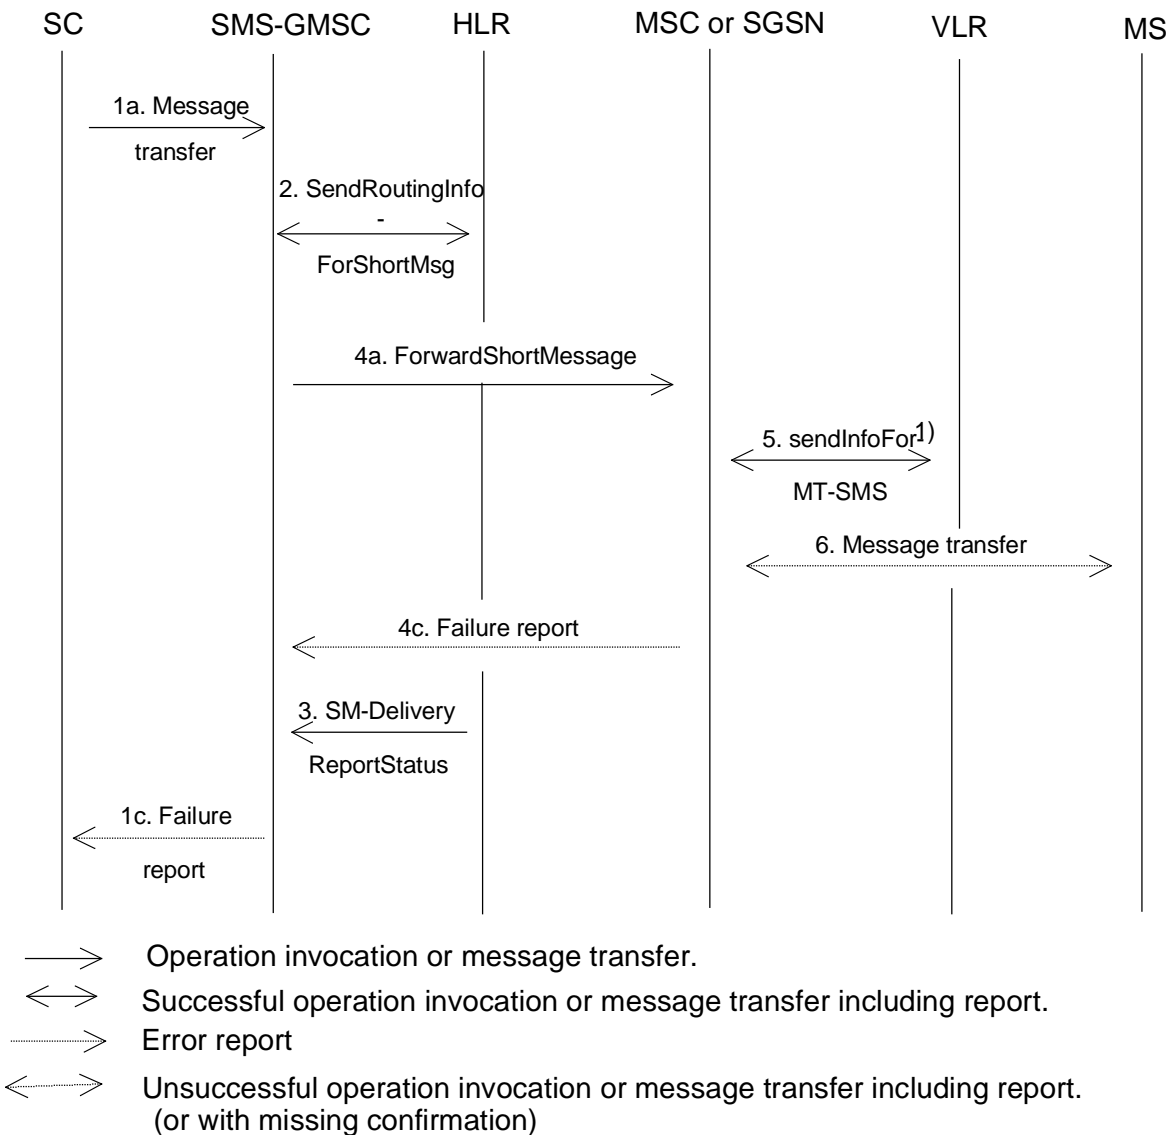 SC SMS-GMSC HLR MSC or SGSN VLR MS
1a. Message
transfer
2. SendRoutingInfo
-
ForShortMsg
4a. ForwardShortMessage
5. sendInfoFor- 1)
MT-SMS
6. Message transfer
4c. Failure report
3. SM-Delivery
ReportStatus
1c. Failure
report
Operation invocation or message transfer.
Successful operation invocation or message transfer including report.
Error report
Unsuccessful operation invocation or message transfer including report.
(or with missing confirmation)